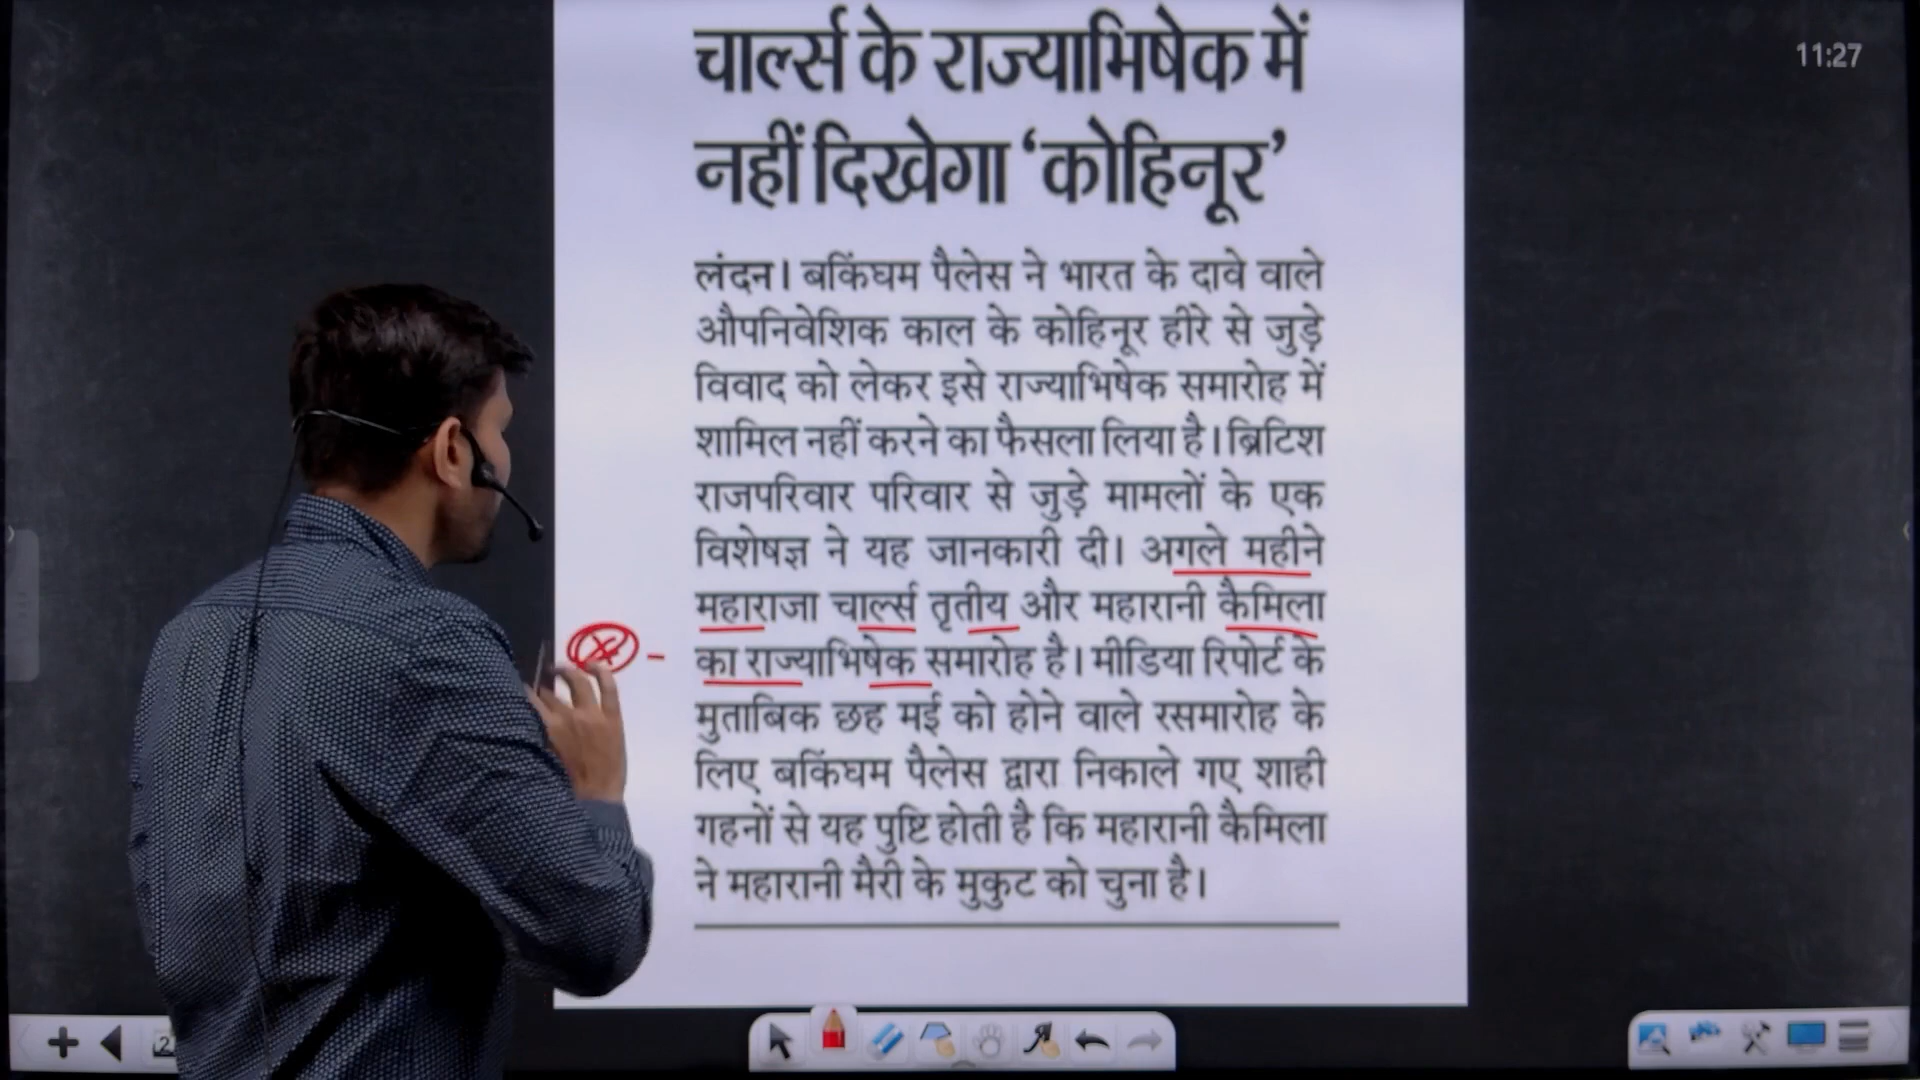 चार्ल्स के राज्याभिषेक में
नहीं दिखेगा ‘कोहिनूर’
11:27
लंदन। बकिंघम पैलेस ने भारत के दावे वाले
औपनिवेशिक काल के कोहिनूर हीरे से जुड़े
विवाद को लेकर इसे राज्याभिषेक समारोह में
शामिल नहीं करने का फैसला लिया है। ब्रिटिश
राजपरिवार परिवार से जुड़े मामलों के एक
विशेषज्ञ ने यह जानकारी दी। अगले महीने
महाराजा चार्ल्स तृतीय और महारानी कैमिला
का राज्याभिषेक समारोह है। मीडिया रिपोर्ट के
मुताबिक छह मई को होने वाले रसमारोह के
लिए बकिंघम पैलेस द्वारा निकाले गए शाही
गहनों से यह पुष्टि होती है कि महारानी कैमिला
ने महारानी मैरी के मुकुट को चुना है।